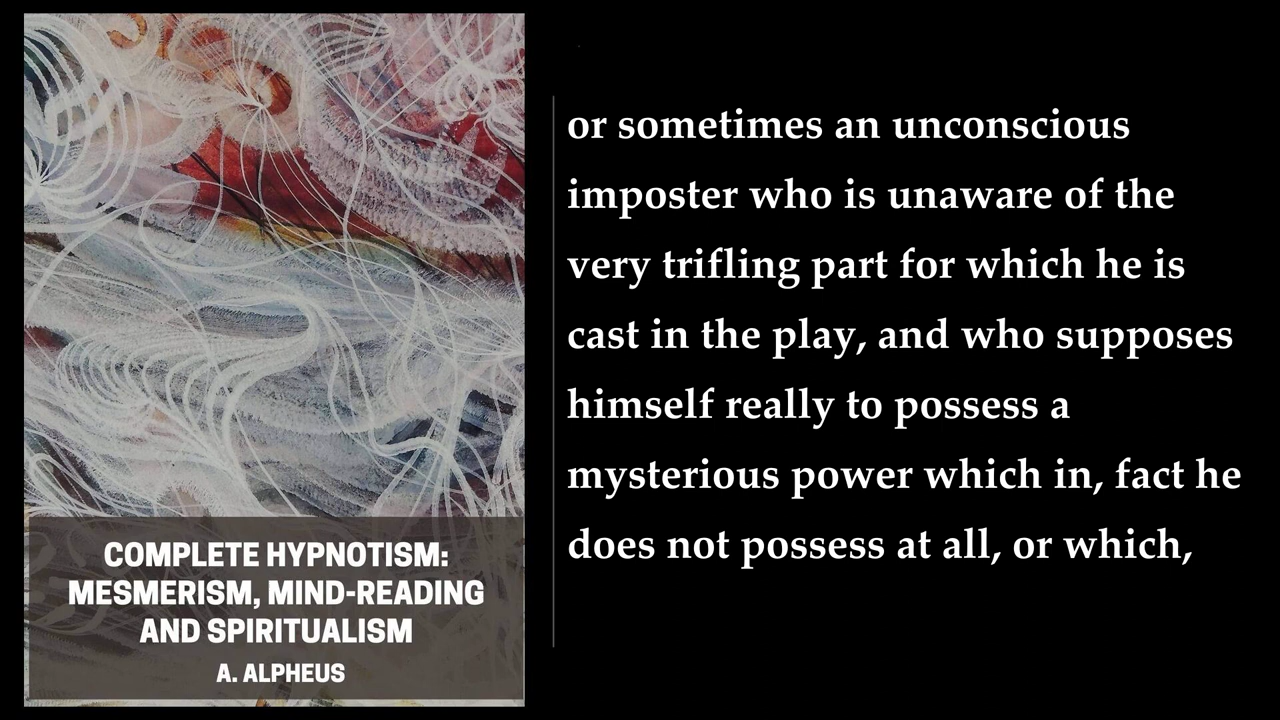 or sometimes an unconscious
imposter who is unaware of the
very trifling part for which he is
cast in the play, and who supposes
himself really to possess a
mysterious power which in, fact he
does not possess at all, or which,
COMPLETE HYPNOTISM:
MESMERISM, MIND-READING
AND SPIRITUALISM
A. ALPHEUS